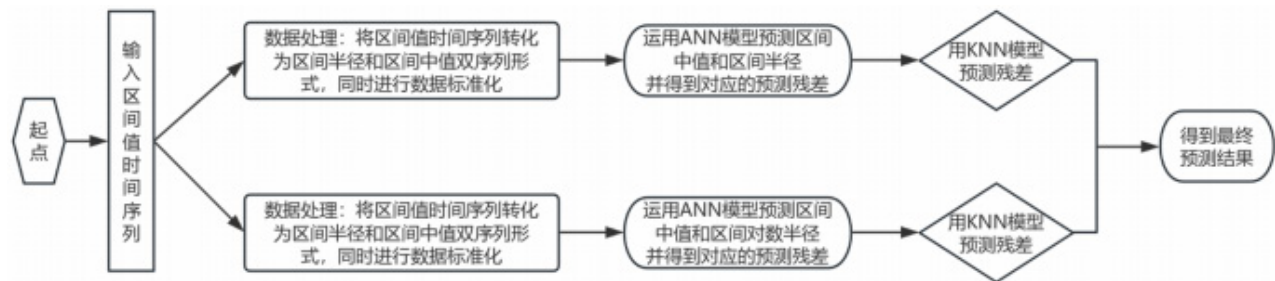 起点
输入区间值时间序列
数据处理：将区间值时间序列转化
为区间半径和区间中值双序列形
式，同时进行数据标准化
运用ANN模型预测区间
中值和区间半径
并得到对应的预测残差
用KNN模型
预测残差
数据处理：将区间值时间序列转化
为区间半径和区间中值双序列形
式，同时进行数据标准化
运用ANN模型预测区间
中值和区间对数半径
并得到对应的预测残差
用KNN模型
预测残差
得到最终
预测结果